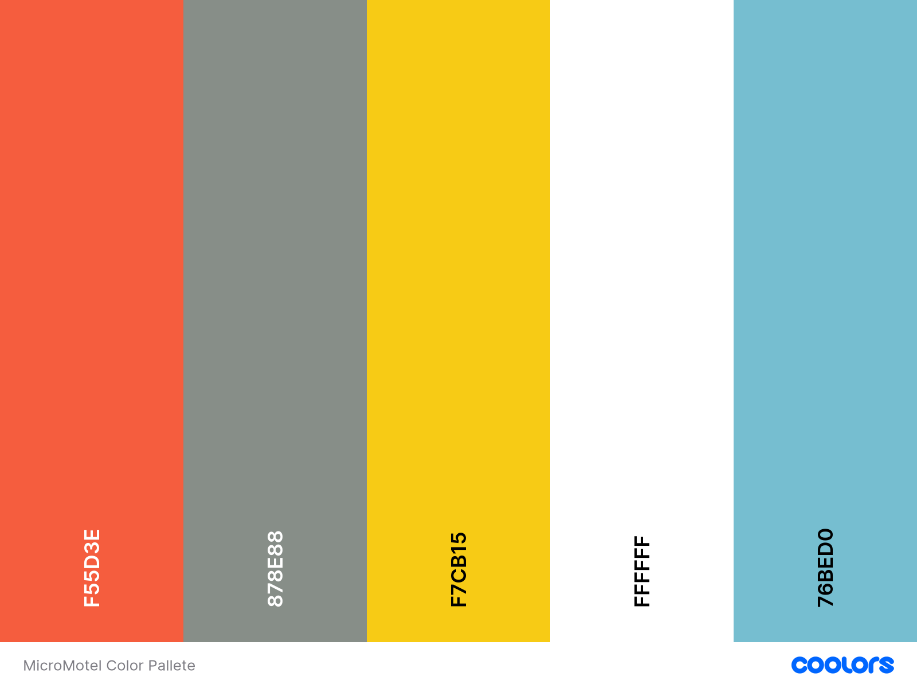 F55D3E
878E88
F7CB15
FFFFFF
76BED0
MicroMotel Color Pallete
coolors